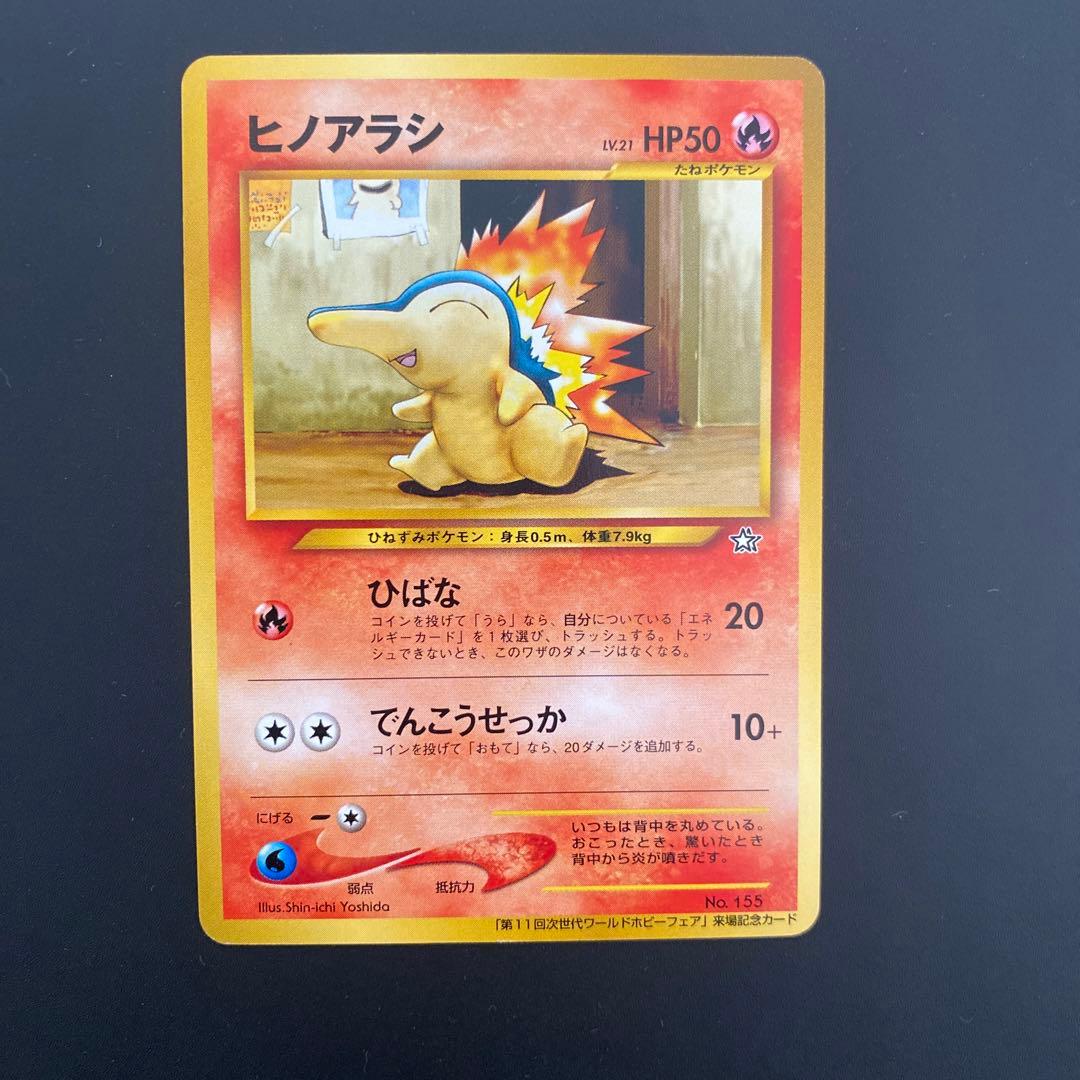 ヒノアラシ
LV.21 HP50
たねポケモン
ひねずみポケモン：身長0.5m、体重7.9kg
ひばな
コインを投げて「うら」なら、自分についている「エネ
ルギーカード」を1枚選び、トラッシュする。トラッ
シュできないとき、このワザのダメージはなくなる。
20
でんこうせっか
コインを投げて「おもて」なら、20ダメージを追加する。
10+
にげる
弱点
抵抗力
いつもは背中を丸めている。
おこったとき、驚いたとき
背中から炎が噴きだす。
Illus.Shin-ichi Yoshida
No. 155
「第11回次世代ワールドホビーフェア」来場記念カード